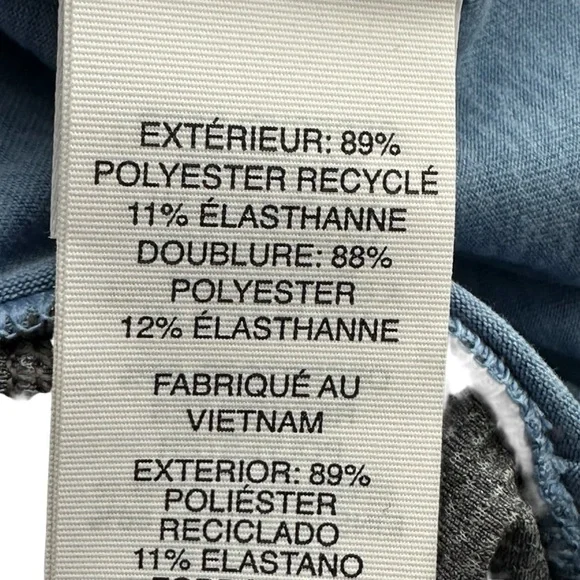 EXTÉRIEUR: 89%
POLYESTER RECYCLÉ
11% ÉLASTHANNE
DOUBLURE: 88%
POLYESTER
12% ÉLASTHANNE
FABRIQUÉ AU
VIETNAM
EXTERIOR: 89%
POLIÉSTER
RECICLADO
11% ELASTANO